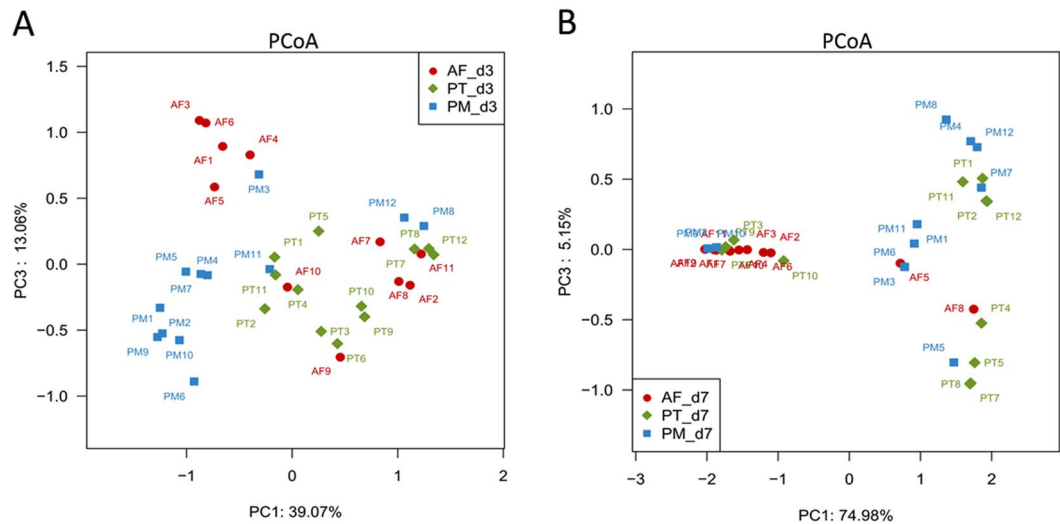 A
PCoA
AF_d3
PT_d3
PM_d3
1.5
1.0
0.5
0.0
−0.5
−1.0
PC3 : 13.06%
AF3
AF6
AF4
AF1
AF5
PM3
PT5
PM12
PM8
AF7
PT8
PT12
PT1
PM11
PM5
PM4
PT7
AF11
AF10
PM7
AF8
AF2
PT11
PT4
PT10
PM1
PM2
PT2
PT3
PT9
PM9
PM10
PT6
AF9
PM6
−1
0
1
2
PC1: 39.07%
B
PCoA
1.0
0.5
0.0
−0.5
−1.0
PC3 : 5.15%
PM8
PM4
PM12
PT1
PM7
PT11
PT2
PT12
PM11
PM1
PM6
PM3
AF5
PT3
PT9
PM10
AF3
AF2
AF7
AF6
PT10
AF8
PT4
PM5
PT5
PT8
PT7
AF_d7
PT_d7
PM_d7
−3
−2
−1
0
1
2
PC1: 74.98%